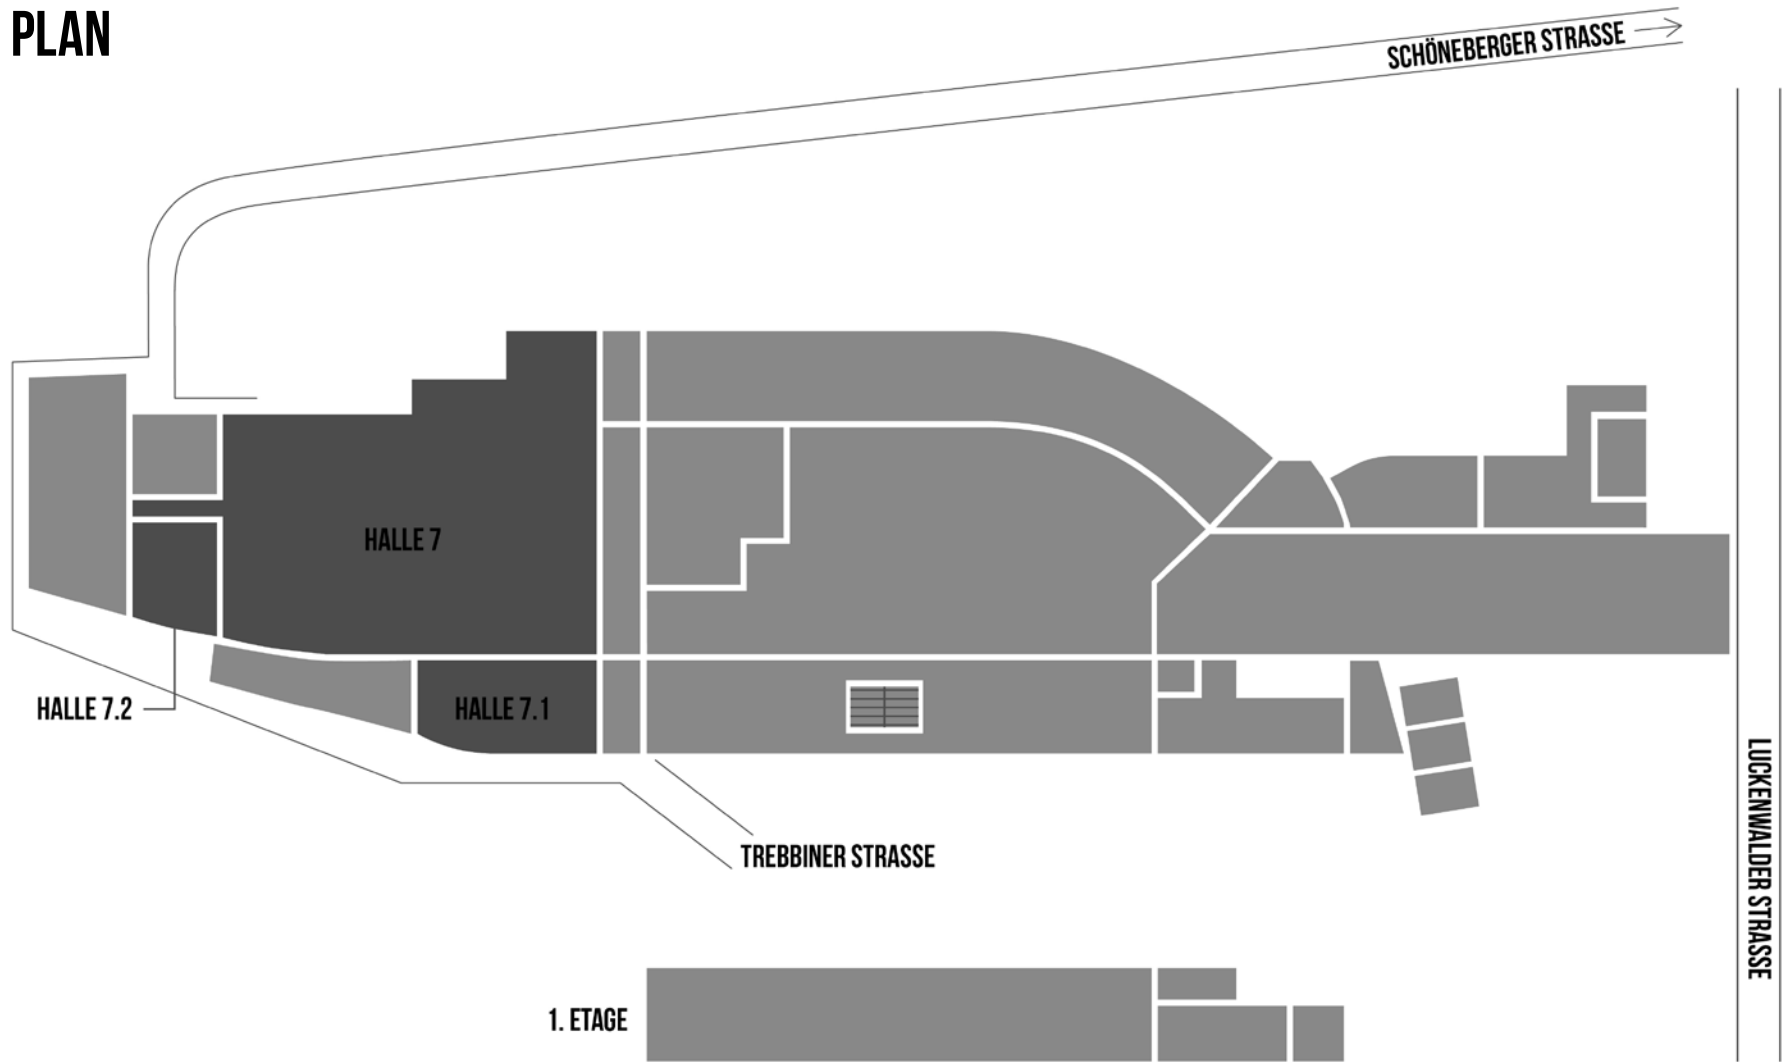 PLAN
SCHÖNEBERGER STRASSE
HALLE 7
HALLE 7.2
HALLE 7.1
LUCKENWALDER STRASSE
TREBBINER STRASSE
1. ETAGE